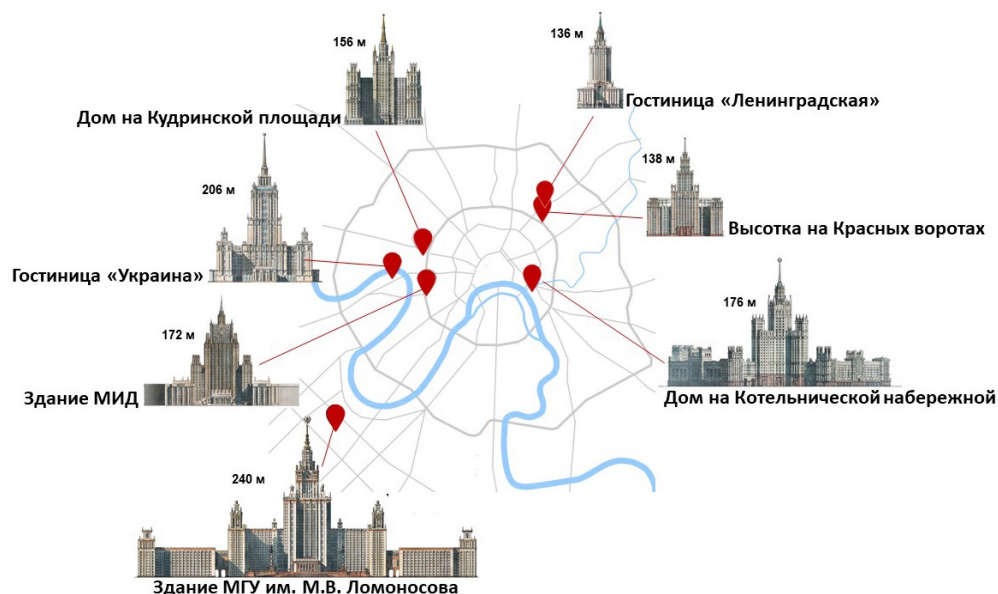 156 м
136 м
Гостиница «Ленинградская»
Дом на Кудринской площади
138 м
206 м
Высотка на Красных воротах
Гостиница «Украина»
176 м
172 м
Здание МИД
Дом на Котельнической набережной
240 м
Здание МГУ им. М.В. Ломоносова